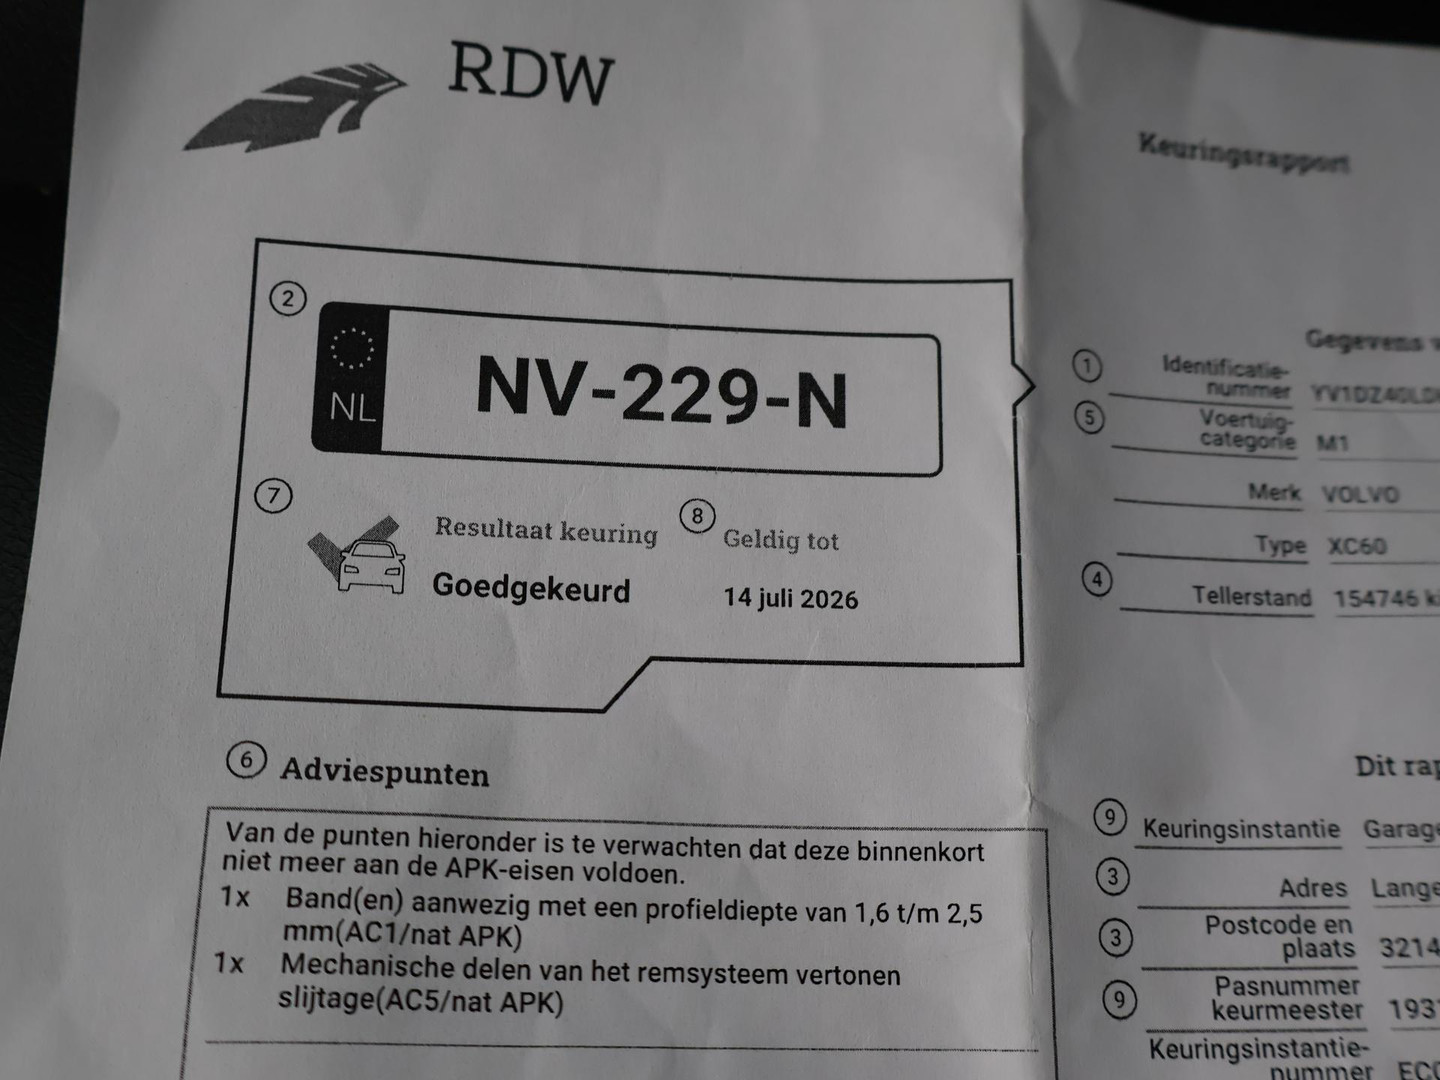 RDW
Keuringsrapport
2
NL
NV-229-N
7
Resultaat keuring
Goedgekeurd
8
Geldig tot
14 juli 2026
6 Adviespunten
Van de punten hieronder is te verwachten dat deze binnenkort
niet meer aan de APK-eisen voldoen.
1x Band(en) aanwezig met een profieldiepte van 1,6 t/m 2,5
mm(AC1/nat APK)
1x Mechanische delen van het remsysteem vertonen
slijtage(AC5/nat APK)
Gegevens
1 Identificatie-
nummer
5 Voertuig-
categorie M1
Merk VOLVO
Type XC60
4 Tellerstand 154746
Dit
9 Keuringsinstantie
3 Adres
3 Postcode en
plaats 3214
9 Pasnummer
keurmeester
Keuringsinstantie-
nummer